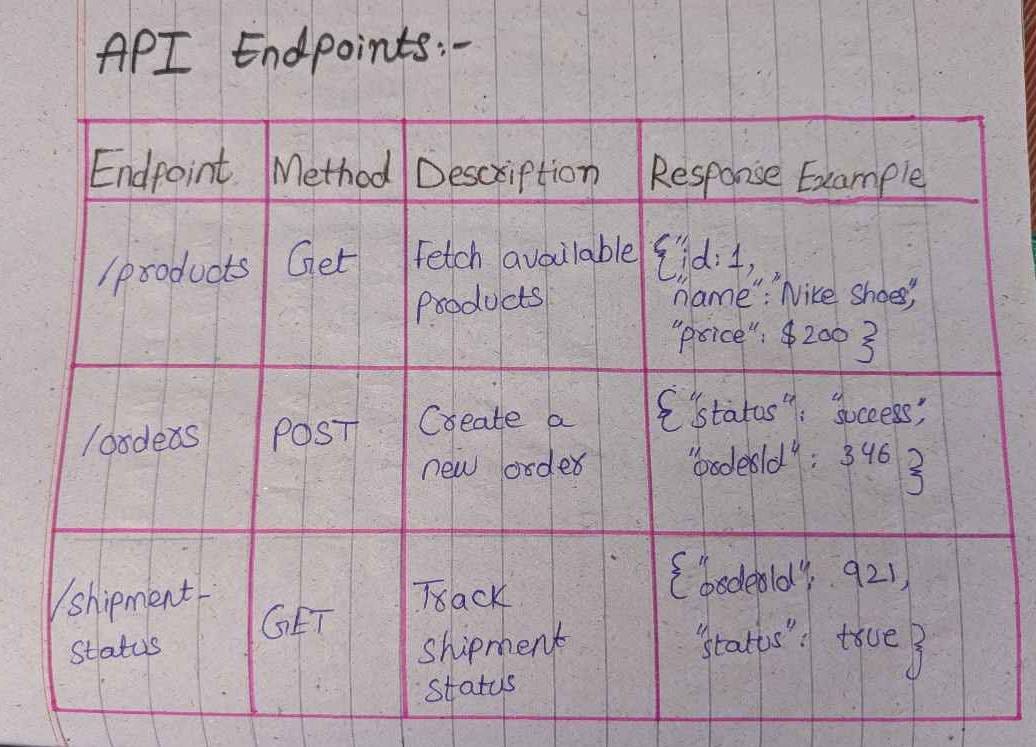 API Endpoints:-
Endpoint Method Description Response Example
/products Get Fetch available products {"id:1,
"name": "Nike Shoes",
"price": $200 }
/orders POST Create a new order {"status": "success",
"orderId": 346 }
/shipment-status GET Track shipment status {"orderId": 921,
"status": true }